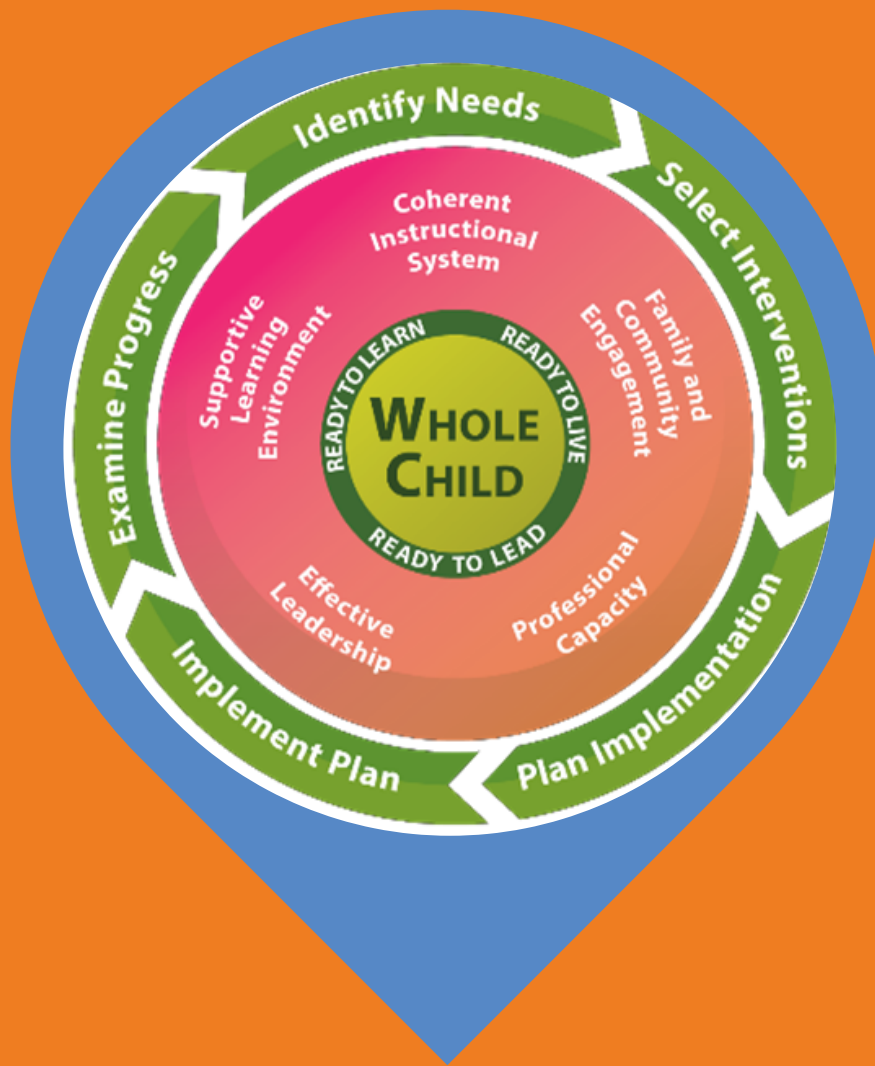 Identify Needs
Select Interventions
Plan Implementation
Implement Plan
Examine Progress
Coherent
Instructional
System
Family and
Community
Engagement
Professional
Capacity
Effective
Leadership
Supportive
Learning
Environment
READY TO LEARN
READY TO LIVE
READY TO LEAD
WHOLE
CHILD